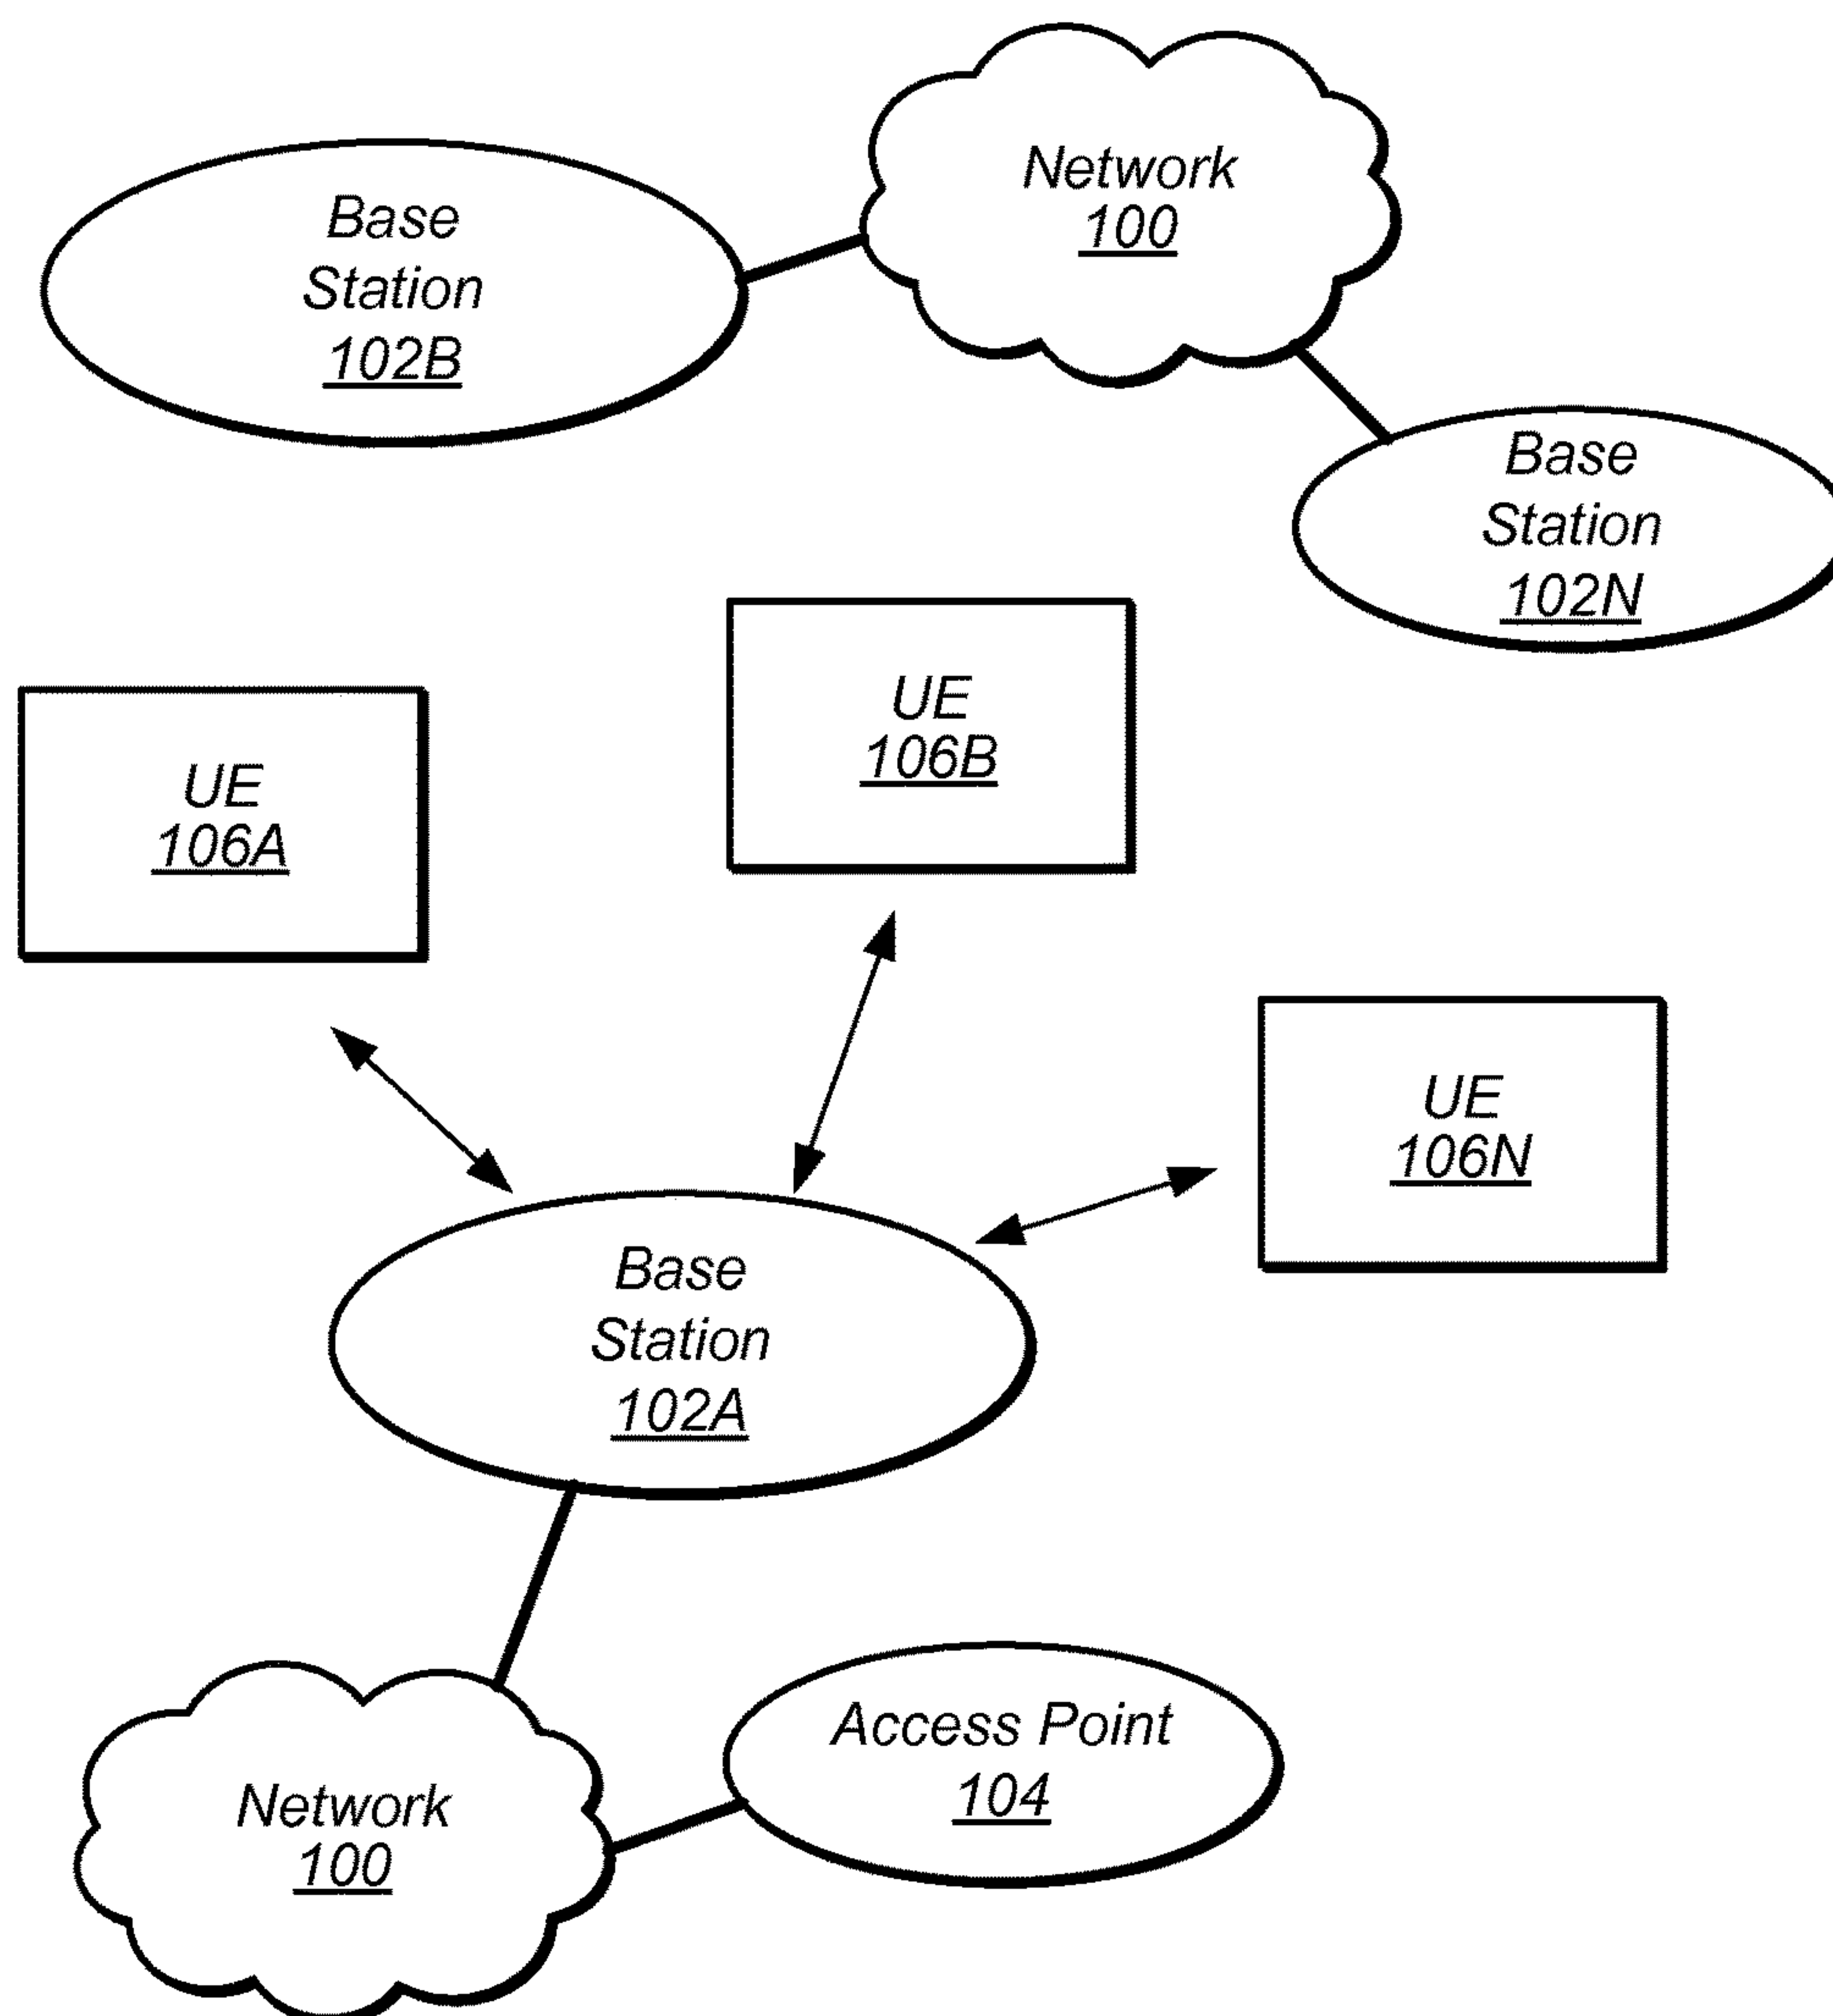 Network
100
Base
Station
102B
Base
Station
102N
UE
106B
UE
106A
UE
106N
Base
Station
102A
Access Point
104
Network
100